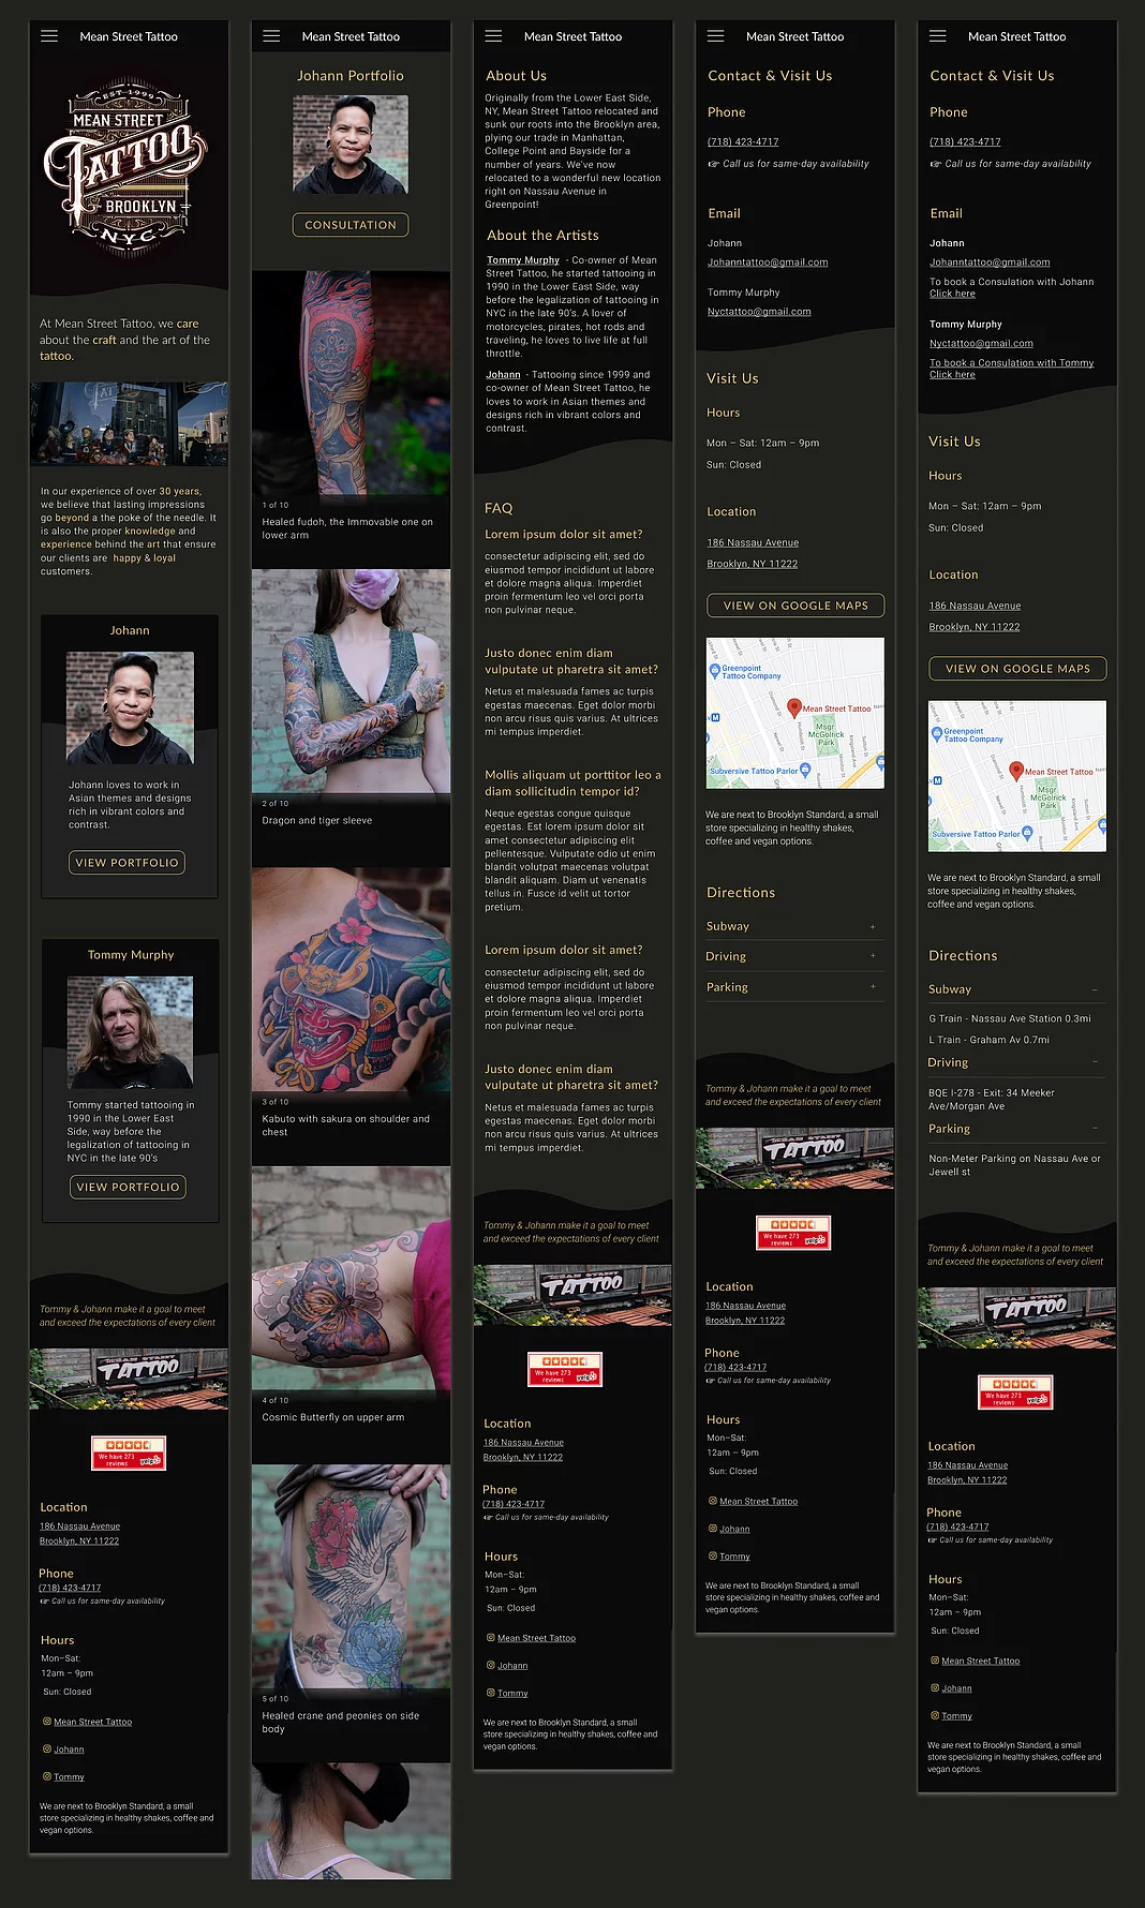 Mean Street Tattoo
EST-1999
MEAN STREET
TATTOO
BROOKLYN
NYC
At Mean Street Tattoo, we care
about the craft and the art of the
tattoo.
In our experience of over 30 years,
we believe that lasting impressions
go beyond a the poke of the needle. It
is also the proper knowledge and
experience behind the art that ensure
our clients are happy & loyal
customers.
Johann
Johann loves to work in
Asian themes and designs
rich in vibrant colors and
contrast.
VIEW PORTFOLIO
Tommy Murphy
Tommy started tattooing in
1990 in the Lower East
Side, way before the
legalization of tattooing in
NYC in the late 90's
VIEW PORTFOLIO
Tommy & Johann make it a goal to meet
and exceed the expectations of every client
MEAN STREET
TATTOO
We have 273
reviews
yelp
Location
186 Nassau Avenue
Brooklyn, NY 11222
Phone
(718) 423-4717
☞ Call us for same-day availability
Hours
Mon–Sat:
12am – 9pm
Sun: Closed
Mean Street Tattoo
Johann
Tommy
We are next to Brooklyn Standard, a small
store specializing in healthy shakes, coffee and
vegan options.
Mean Street Tattoo
Johann Portfolio
CONSULTATION
1 of 10
Healed fudoh, the Immovable one on
lower arm
2 of 10
Dragon and tiger sleeve
3 of 10
Kabuto with sakura on shoulder and
chest
4 of 10
Cosmic Butterfly on upper arm
5 of 10
Healed crane and peonies on side
body
Mean Street Tattoo
About Us
Originally from the Lower East Side,
NY, Mean Street Tattoo relocated and
sunk our roots into the Brooklyn area,
plying our trade in Manhattan,
College Point and Bayside for a
number of years. We've now
relocated to a wonderful new location
right on Nassau Avenue in
Greenpoint!
About the Artists
Tommy Murphy - Co-owner of Mean
Street Tattoo, he started tattooing in
1990 in the Lower East Side, way
before the legalization of tattooing in
NYC in the late 90's. A lover of
motorcycles, pirates, hot rods and
traveling, he loves to live life at full
throttle.
Johann - Tattooing since 1999 and
co-owner of Mean Street Tattoo, he
loves to work in Asian themes and
designs rich in vibrant colors and
contrast.
FAQ
Lorem ipsum dolor sit amet?
consectetur adipiscing elit, sed do
eiusmod tempor incididunt ut labore
et dolore magna aliqua. Imperdiet
proin fermentum leo vel orci porta
non pulvinar neque.
Justo donec enim diam
vulputate ut pharetra sit amet?
Netus et malesuada fames ac turpis
egestas maecenas. Eget dolor morbi
non arcu risus quis varius. At ultrices
mi tempus imperdiet.
Mollis aliquam ut porttitor leo a
diam sollicitudin tempor id?
Neque egestas congue quisque
egestas. Est lorem ipsum dolor sit
amet consectetur adipiscing elit
pellentesque. Vulputate odio ut enim
blandit volutpat maecenas volutpat
blandit aliquam. Diam ut venenatis
tellus in. Fusce id velit ut tortor
pretium.
Lorem ipsum dolor sit amet?
consectetur adipiscing elit, sed do
eiusmod tempor incididunt ut labore
et dolore magna aliqua. Imperdiet
proin fermentum leo vel orci porta
non pulvinar neque.
Justo donec enim diam
vulputate ut pharetra sit amet?
Netus et malesuada fames ac turpis
egestas maecenas. Eget dolor morbi
non arcu risus quis varius. At ultrices
mi tempus imperdiet.
Tommy & Johann make it a goal to meet
and exceed the expectations of every client
MEAN STREET
TATTOO
We have 273
reviews
yelp
Location
186 Nassau Avenue
Brooklyn, NY 11222
Phone
(718) 423-4717
☞ Call us for same-day availability
Hours
Mon–Sat:
12am – 9pm
Sun: Closed
Mean Street Tattoo
Johann
Tommy
We are next to Brooklyn Standard, a small
store specializing in healthy shakes, coffee and
vegan options.
Mean Street Tattoo
Contact & Visit Us
Phone
(718) 423-4717
☞ Call us for same-day availability
Email
Johann
Johanntattoo@gmail.com
Tommy Murphy
Nyctattoo@gmail.com
Visit Us
Hours
Mon – Sat: 12am – 9pm
Sun: Closed
Location
186 Nassau Avenue
Brooklyn, NY 11222
VIEW ON GOOGLE MAPS
Greenpoint
Tattoo Company
Mean Street Tattoo
Msgr
McGolrick
Park
Subversive Tattoo Parlor
We are next to Brooklyn Standard, a small
store specializing in healthy shakes,
coffee and vegan options.
Directions
Subway +
Driving +
Parking +
Tommy & Johann make it a goal to meet
and exceed the expectations of every client
MEAN STREET
TATTOO
We have 273
reviews
yelp
Location
186 Nassau Avenue
Brooklyn, NY 11222
Phone
(718) 423-4717
☞ Call us for same-day availability
Hours
Mon–Sat:
12am – 9pm
Sun: Closed
Mean Street Tattoo
Johann
Tommy
We are next to Brooklyn Standard, a small
store specializing in healthy shakes, coffee and
vegan options.
Mean Street Tattoo
Contact & Visit Us
Phone
(718) 423-4717
☞ Call us for same-day availability
Email
Johann
Johanntattoo@gmail.com
To book a Consulation with Johann
Click here
Tommy Murphy
Nyctattoo@gmail.com
To book a Consulation with Tommy
Click here
Visit Us
Hours
Mon – Sat: 12am – 9pm
Sun: Closed
Location
186 Nassau Avenue
Brooklyn, NY 11222
VIEW ON GOOGLE MAPS
Greenpoint
Tattoo Company
Mean Street Tattoo
Msgr
McGolrick
Park
Subversive Tattoo Parlor
We are next to Brooklyn Standard, a small
store specializing in healthy shakes,
coffee and vegan options.
Directions
Subway –
G Train - Nassau Ave Station 0.3mi
L Train - Graham Av 0.7mi
Driving –
BQE I-278 - Exit: 34 Meeker
Ave/Morgan Ave
Parking –
Non-Meter Parking on Nassau Ave or
Jewell st
Tommy & Johann make it a goal to meet
and exceed the expectations of every client
MEAN STREET
TATTOO
We have 273
reviews
yelp
Location
186 Nassau Avenue
Brooklyn, NY 11222
Phone
(718) 423-4717
☞ Call us for same-day availability
Hours
Mon–Sat:
12am – 9pm
Sun: Closed
Mean Street Tattoo
Johann
Tommy
We are next to Brooklyn Standard, a small
store specializing in healthy shakes, coffee and
vegan options.